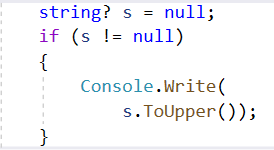 string? s = null;
if (s != null)
{
    Console.Write(
        s.ToUpper());
}